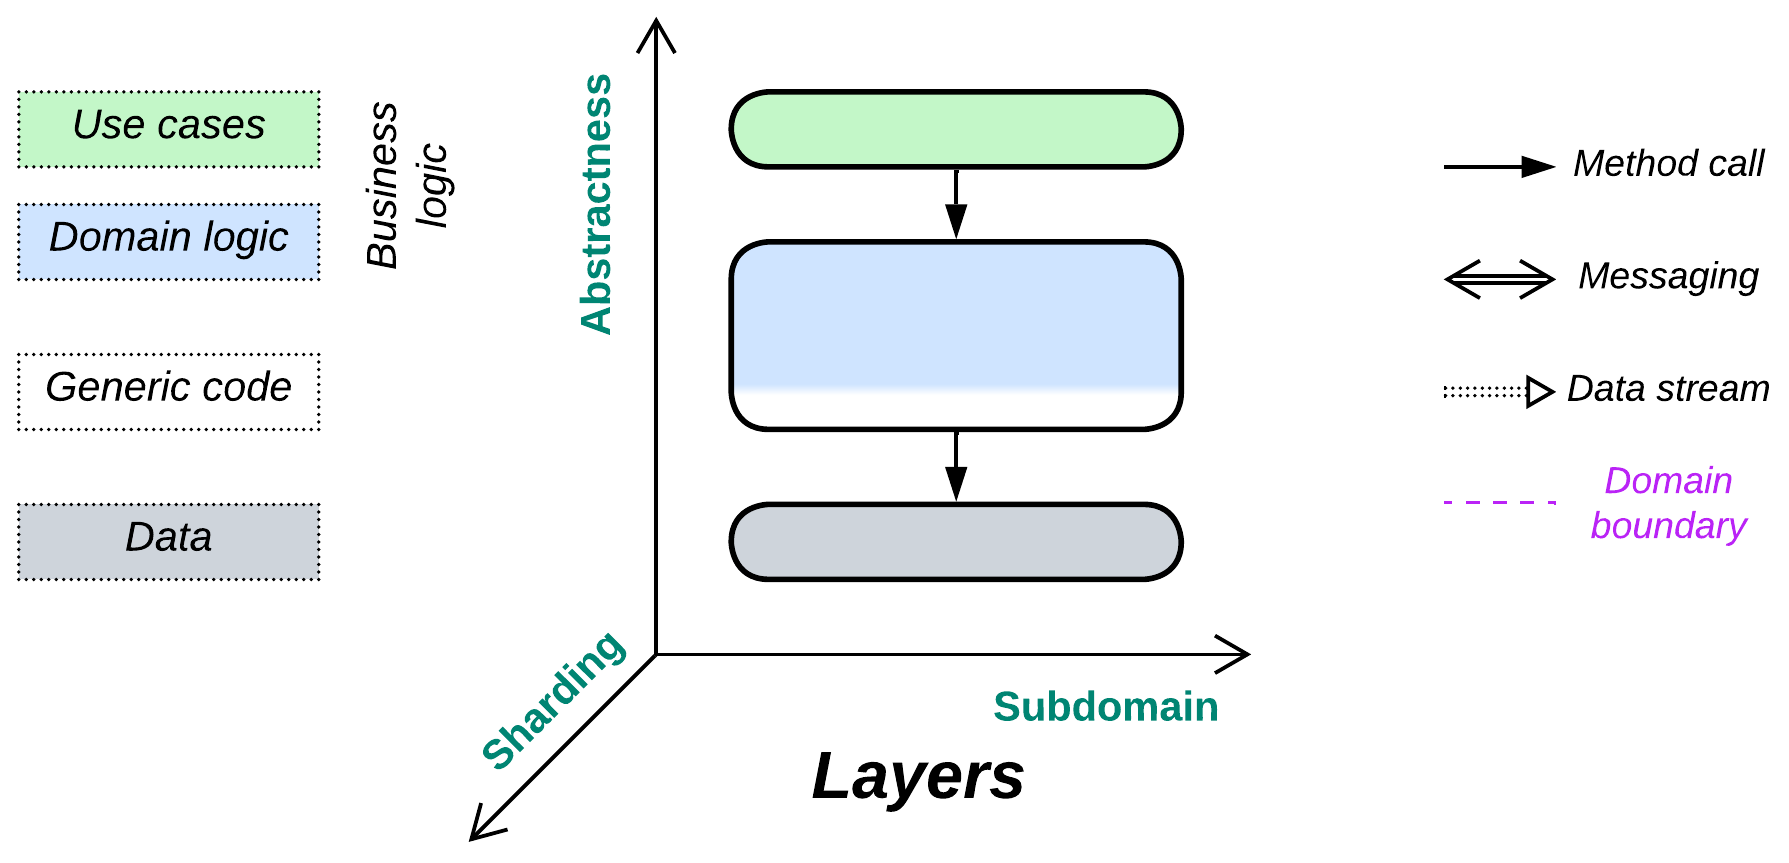 Use cases
Domain logic
Generic code
Data
Business
logic
Abstractness
Sharding
Subdomain
Layers
Method call
Messaging
Data stream
Domain
boundary